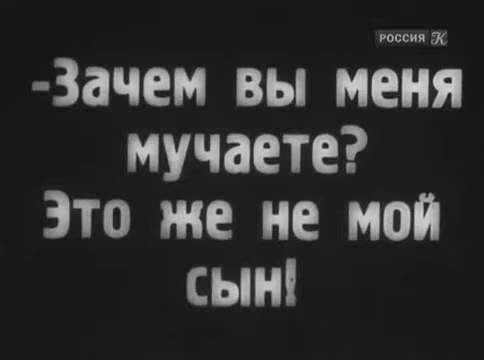 РОССИЯ К
-Зачем вы меня
мучаете?
Это же не мой
сын!